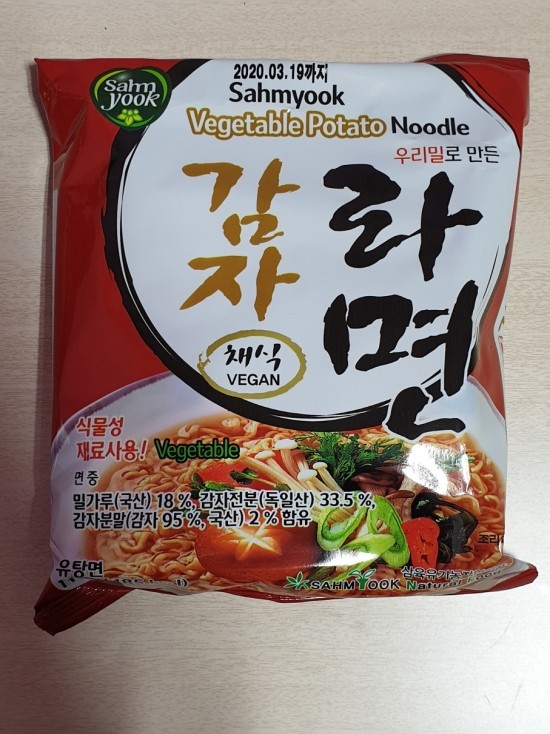 Sahm
yook
2020.03.19까지
Sahmyook
Vegetable Potato Noodle
우리밀로 만든
감자
라면
채식
VEGAN
식물성
재료사용! Vegetable
면 중
밀가루(국산) 18 %, 감자전분(독일산) 33.5 %,
감자분말(감자 95 %, 국산) 2 % 함유
조리
유탕면
SAHMYOOK Natural